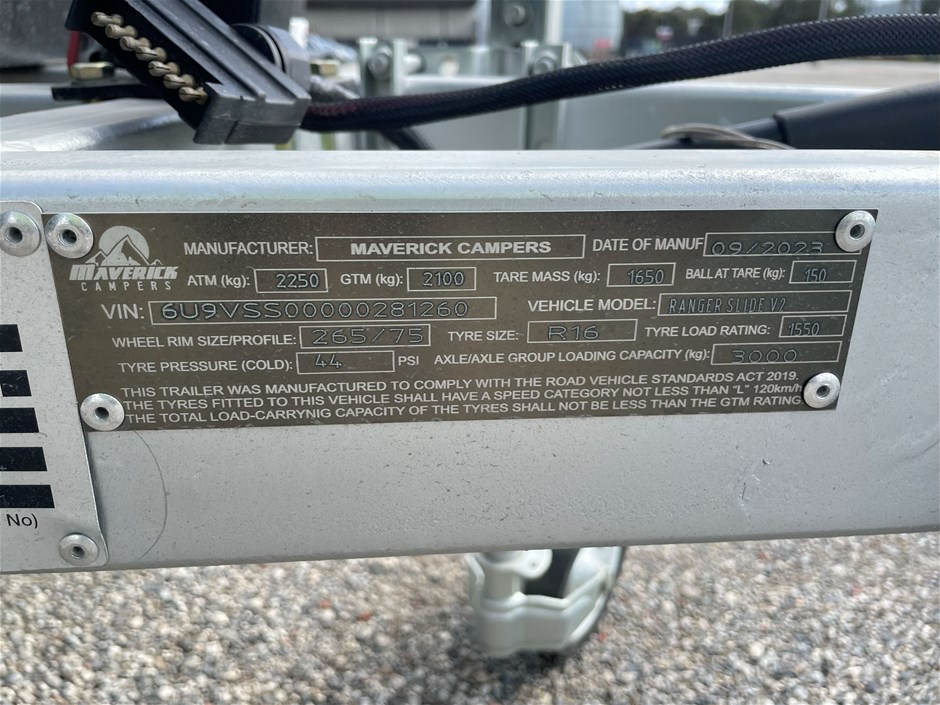 MAVERICK
CAMPERS
MANUFACTURER: MAVERICK CAMPERS DATE OF MANUF 09/2023
ATM (kg): 2250 GTM (kg): 2100 TARE MASS (kg): 1650 BALL AT TARE (kg): 150
VIN: 6U9VSS00000281260 VEHICLE MODEL: RANGER SLIDE V2
WHEEL RIM SIZE/PROFILE: 265/75 TYRE SIZE: R16 TYRE LOAD RATING: 1550
TYRE PRESSURE (COLD): 44 PSI AXLE/AXLE GROUP LOADING CAPACITY (kg): 3000
THIS TRAILER WAS MANUFACTURED TO COMPLY WITH THE ROAD VEHICLE STANDARDS ACT 2019.
THE TYRES FITTED TO THIS VEHICLE SHALL HAVE A SPEED CATEGORY NOT LESS THAN "L" 120km/h
THE TOTAL LOAD-CARRYNIG CAPACITY OF THE TYRES SHALL NOT BE LESS THAN THE GTM RATING.
No)